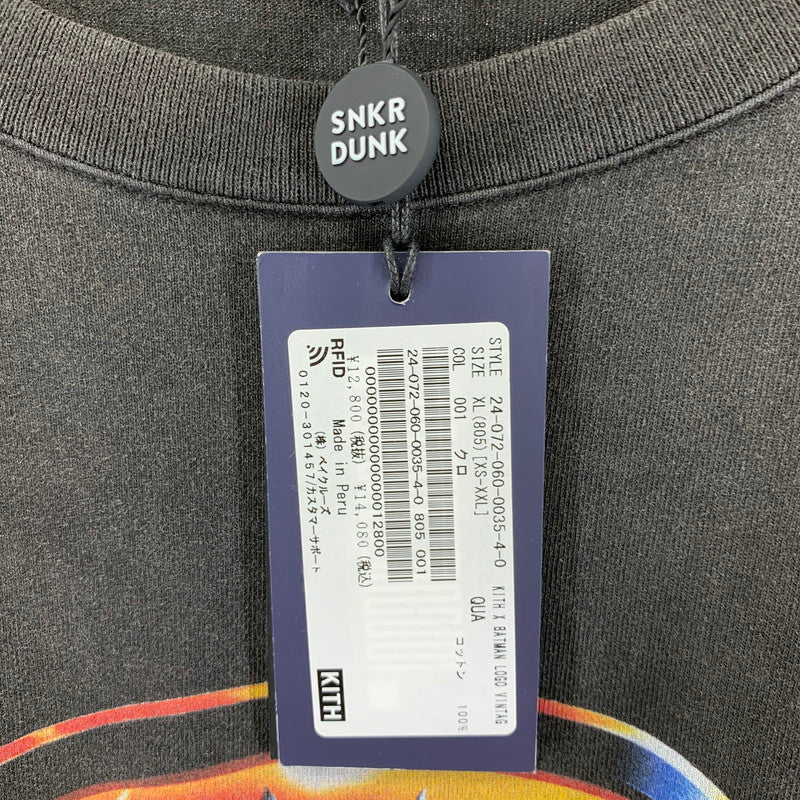 SNKR
DUNK
STYLE 24-072-060-0035-4-0 KITH X BATMAN LOGO VINTAG
SIZE XL(805)[XS-XXL] QUA
COL 001 クロ コットン 100%
24-072-060-0035-4-0 805 001
0000000000000012800
¥12,800(税抜) ¥14,080(税込)
RFID Made in Peru
(株)ベイクルーズ
0120-301457/カスタマーサポート
KITH